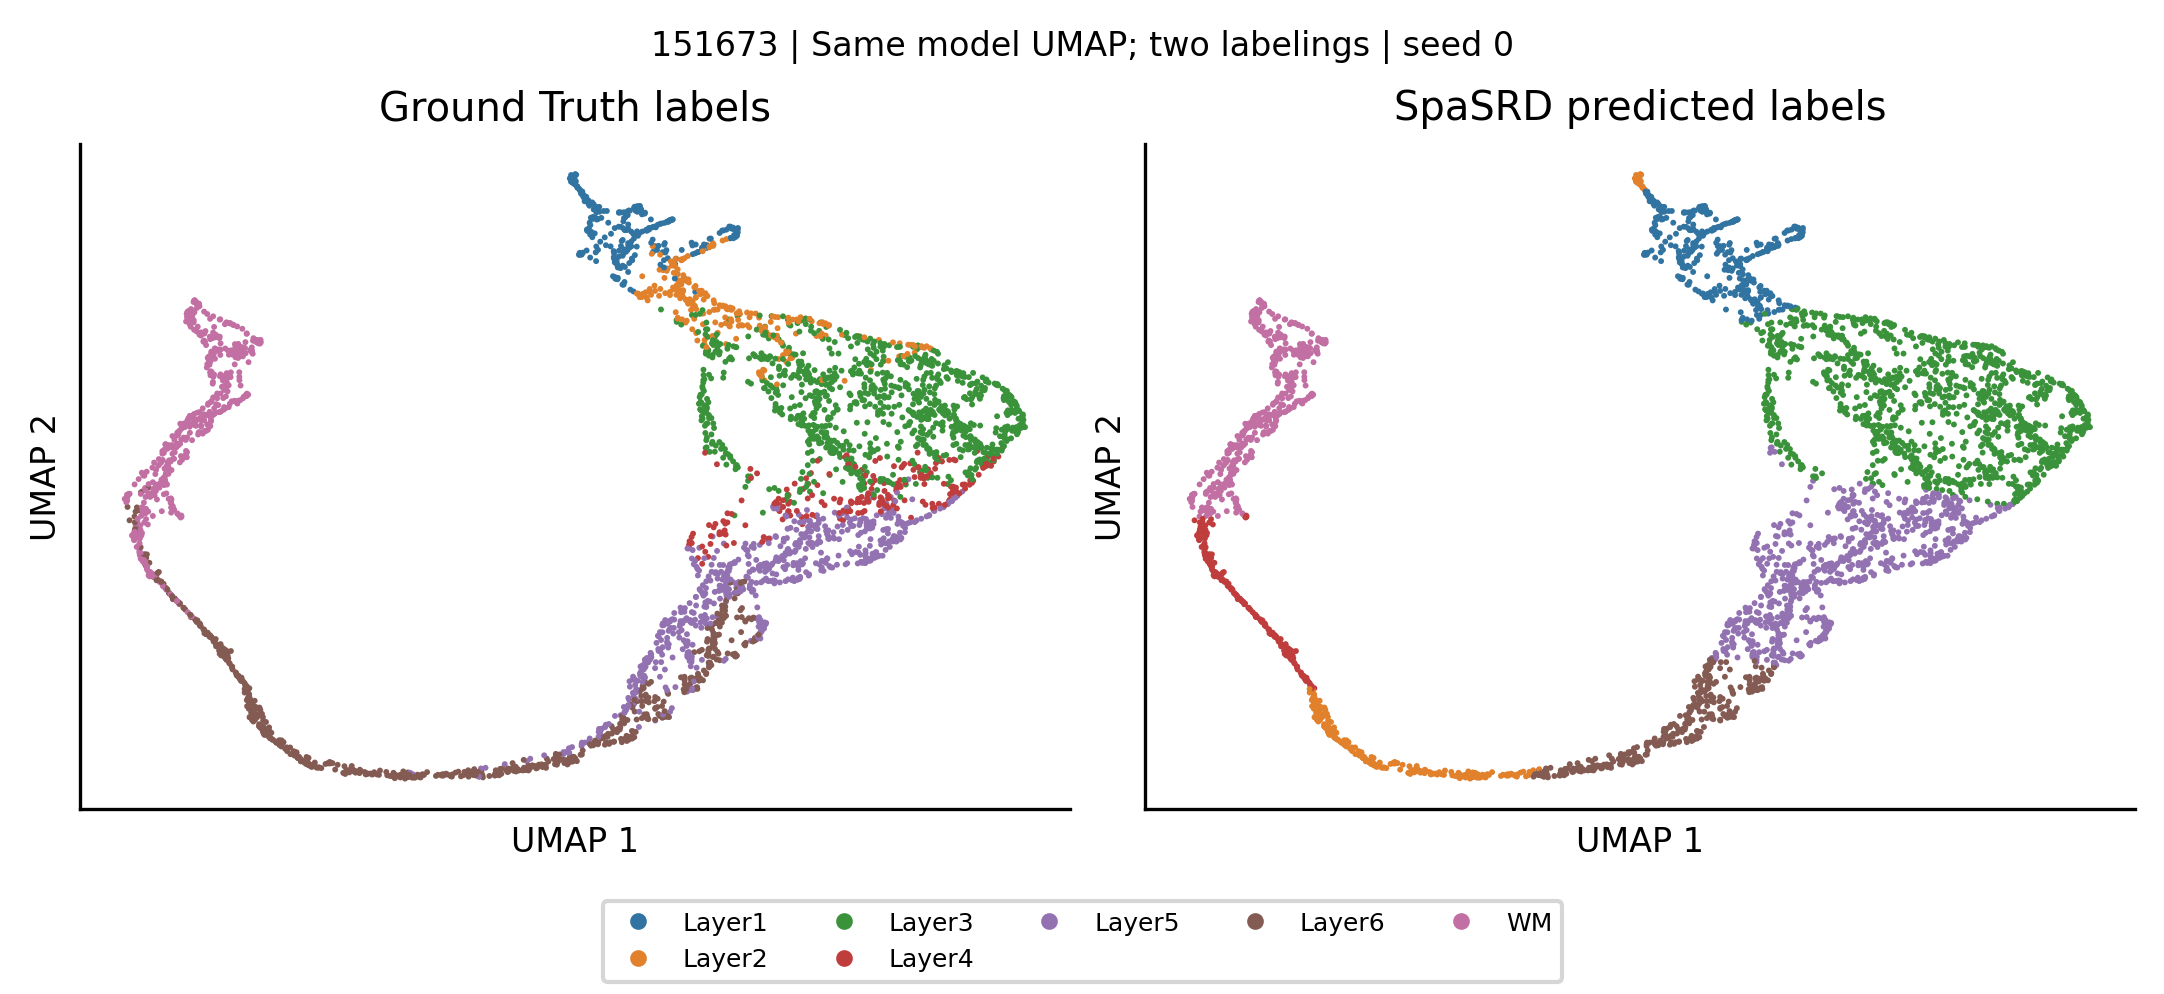 151673 | Same model UMAP; two labelings | seed 0
Ground Truth labels
SpaSRD predicted labels
UMAP 2
UMAP 2
UMAP 1
UMAP 1
Layer1
Layer3
Layer5
Layer6
WM
Layer2
Layer4